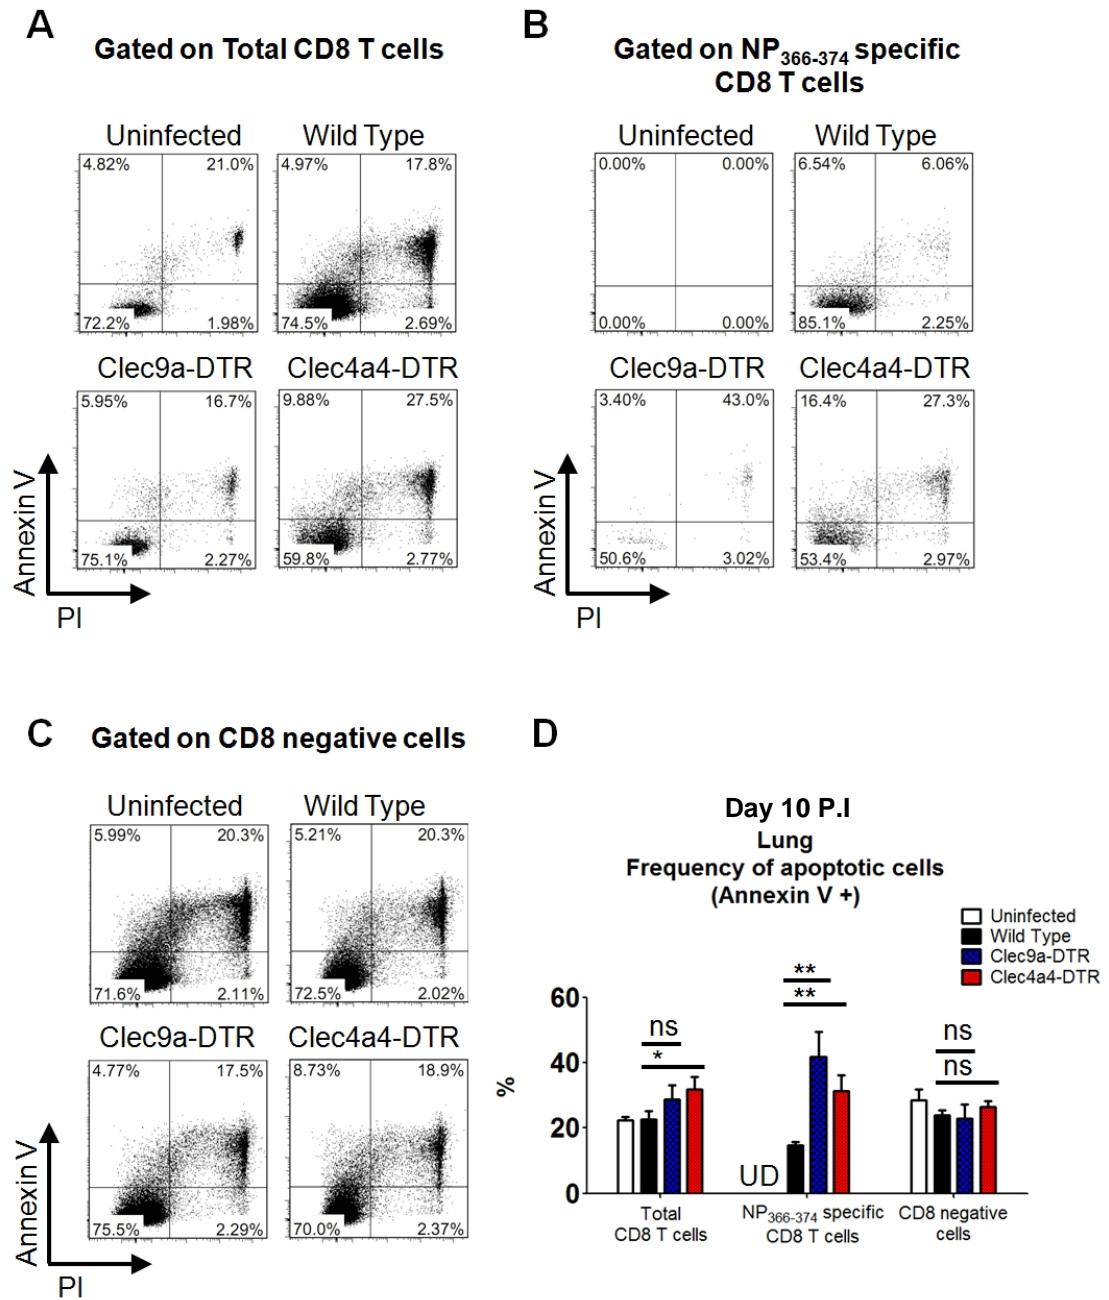 A
Gated on Total CD8 T cells
Uninfected
Wild Type
4.82%
21.0%
72.2%
1.98%
4.97%
17.8%
74.5%
2.69%
Clec9a-DTR
Clec4a4-DTR
5.95%
16.7%
75.1%
2.27%
9.88%
27.5%
59.8%
2.77%
Annexin V
PI
B
Gated on NP366-374 specific
CD8 T cells
Uninfected
Wild Type
0.00%
0.00%
0.00%
0.00%
6.54%
6.06%
85.1%
2.25%
Clec9a-DTR
Clec4a4-DTR
3.40%
43.0%
50.6%
3.02%
16.4%
27.3%
53.4%
2.97%
Annexin V
PI
C
Gated on CD8 negative cells
Uninfected
Wild Type
5.99%
20.3%
71.6%
2.11%
5.21%
20.3%
72.5%
2.02%
Clec9a-DTR
Clec4a4-DTR
4.77%
17.5%
75.5%
2.29%
8.73%
18.9%
70.0%
2.37%
Annexin V
PI
D
Day 10 P.I
Lung
Frequency of apoptotic cells
(Annexin V +)
Uninfected
Wild Type
Clec9a-DTR
Clec4a4-DTR
%
60
40
20
0
ns
*
**
**
ns
ns
UD
Total
CD8 T cells
NP366-374 specific
CD8 T cells
CD8 negative
cells